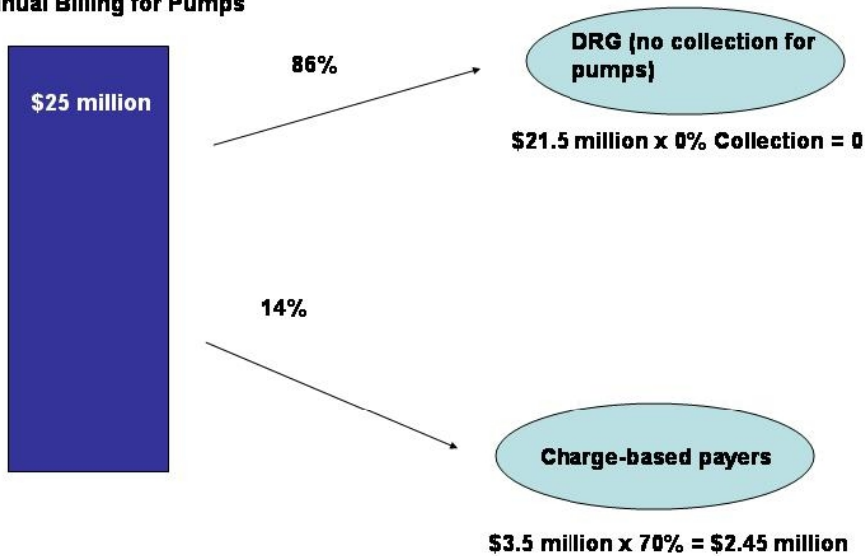 nual Billing for Pumps
$25 million
86%
DRG (no collection for
pumps)
$21.5 million x 0% Collection = 0
14%
Charge-based payers
$3.5 million x 70% = $2.45 million